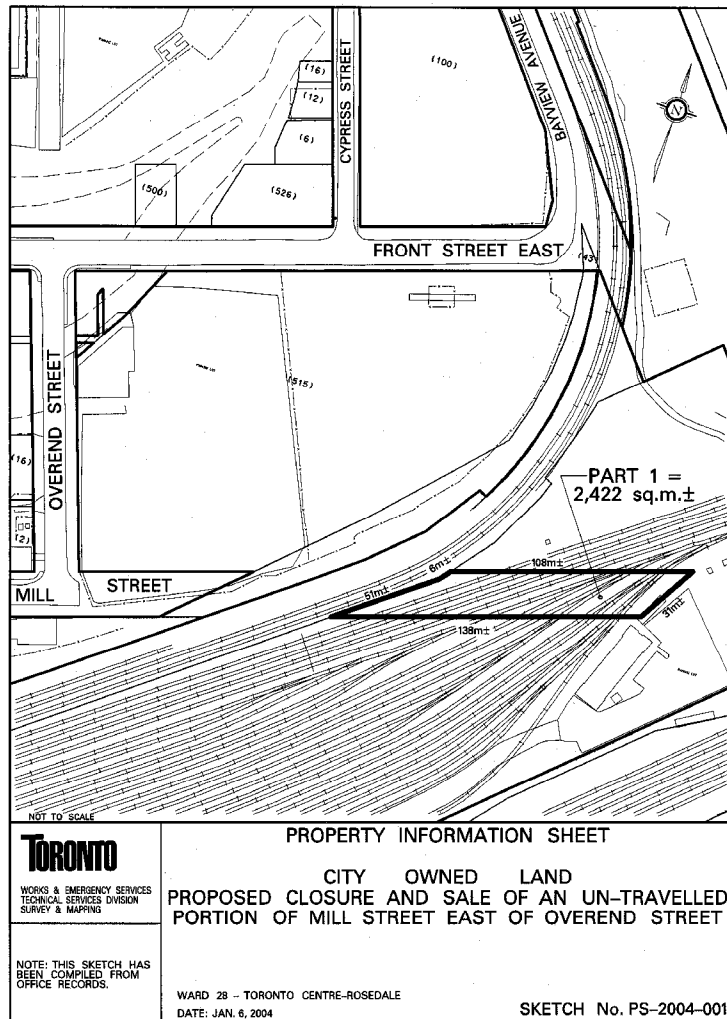 (16)
(12)
(6)
(500)
(526)
CYPRESS STREET
(100)
BAYVIEW AVENUE
N
FRONT STREET EAST
(43)
(515)
OVEREND STREET
(16)
(2)
MILL STREET
PART 1 =
2,422 sq.m.±
51m±
6m±
108m±
138m±
31m±
NOT TO SCALE
TORONTO
WORKS & EMERGENCY SERVICES
TECHNICAL SERVICES DIVISION
SURVEY & MAPPING
NOTE: THIS SKETCH HAS
BEEN COMPILED FROM
OFFICE RECORDS.
PROPERTY INFORMATION SHEET
CITY OWNED LAND
PROPOSED CLOSURE AND SALE OF AN UN-TRAVELLED
PORTION OF MILL STREET EAST OF OVEREND STREET
WARD 28 - TORONTO CENTRE-ROSEDALE
DATE: JAN. 6, 2004
SKETCH No. PS-2004-001